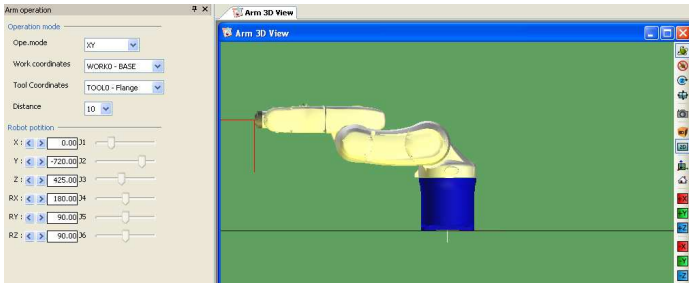 Arm operation
Operation mode
Ope.mode XY
Work coordinates WORK0 - BASE
Tool Coordinates TOOL0 - Flange
Distance 10
Robot potition
X : 0.00 J1
Y : -720.00 J2
Z : 425.00 J3
RX : 180.00 J4
RY : 90.00 J5
RZ : 90.00 J6
Arm 3D View
Arm 3D View
3D
+X
+Y
+Z
-X
-Y
-Z